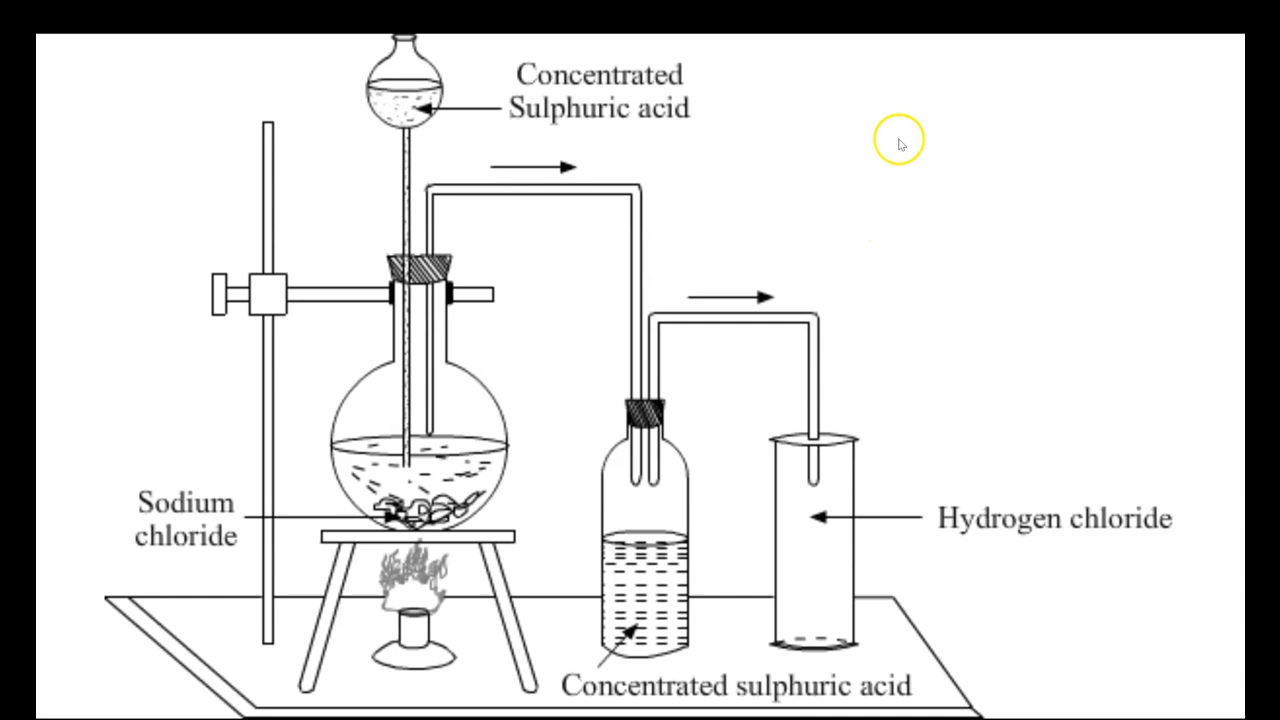 Concentrated
Sulphuric acid
Sodium
chloride
Hydrogen chloride
Concentrated sulphuric acid